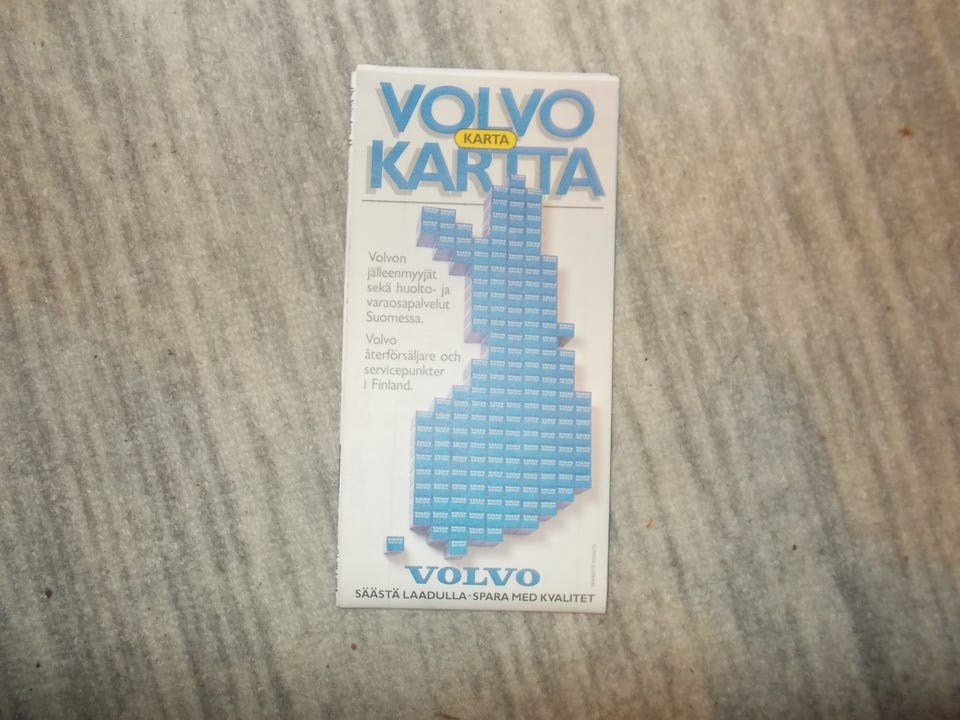 VOLVO
KARTA
KARTTA
Volvon
jälleenmyyjät
sekä huolto- ja
varaosapalvelut
Suomessa.
Volvo
återförsäljare och
servicepunkter
i Finland.
VOLVO
SÄÄSTÄ LAADULLA · SPARA MED KVALITET